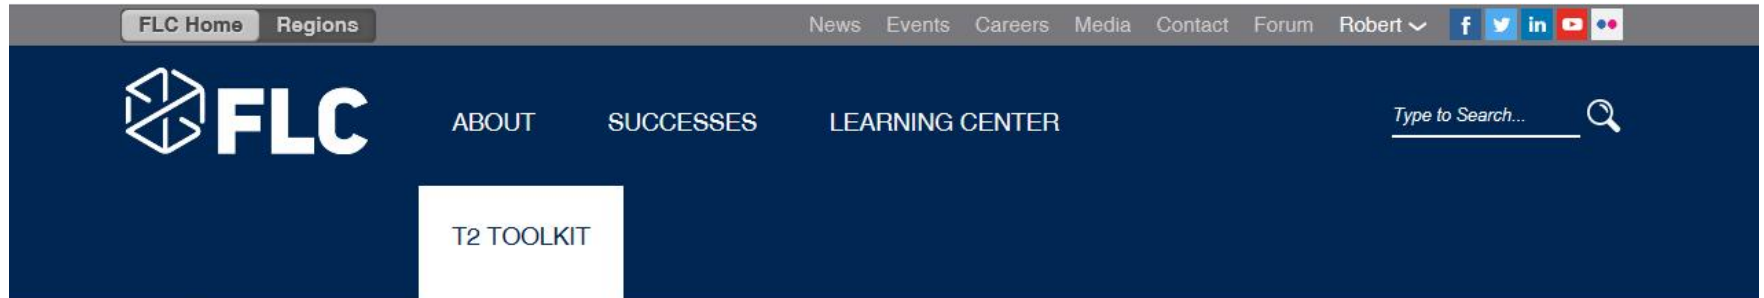 FLC Home Regions News Events Careers Media Contact Forum Robert f in
FLC ABOUT SUCCESSES LEARNING CENTER Type to Search...
T2 TOOLKIT